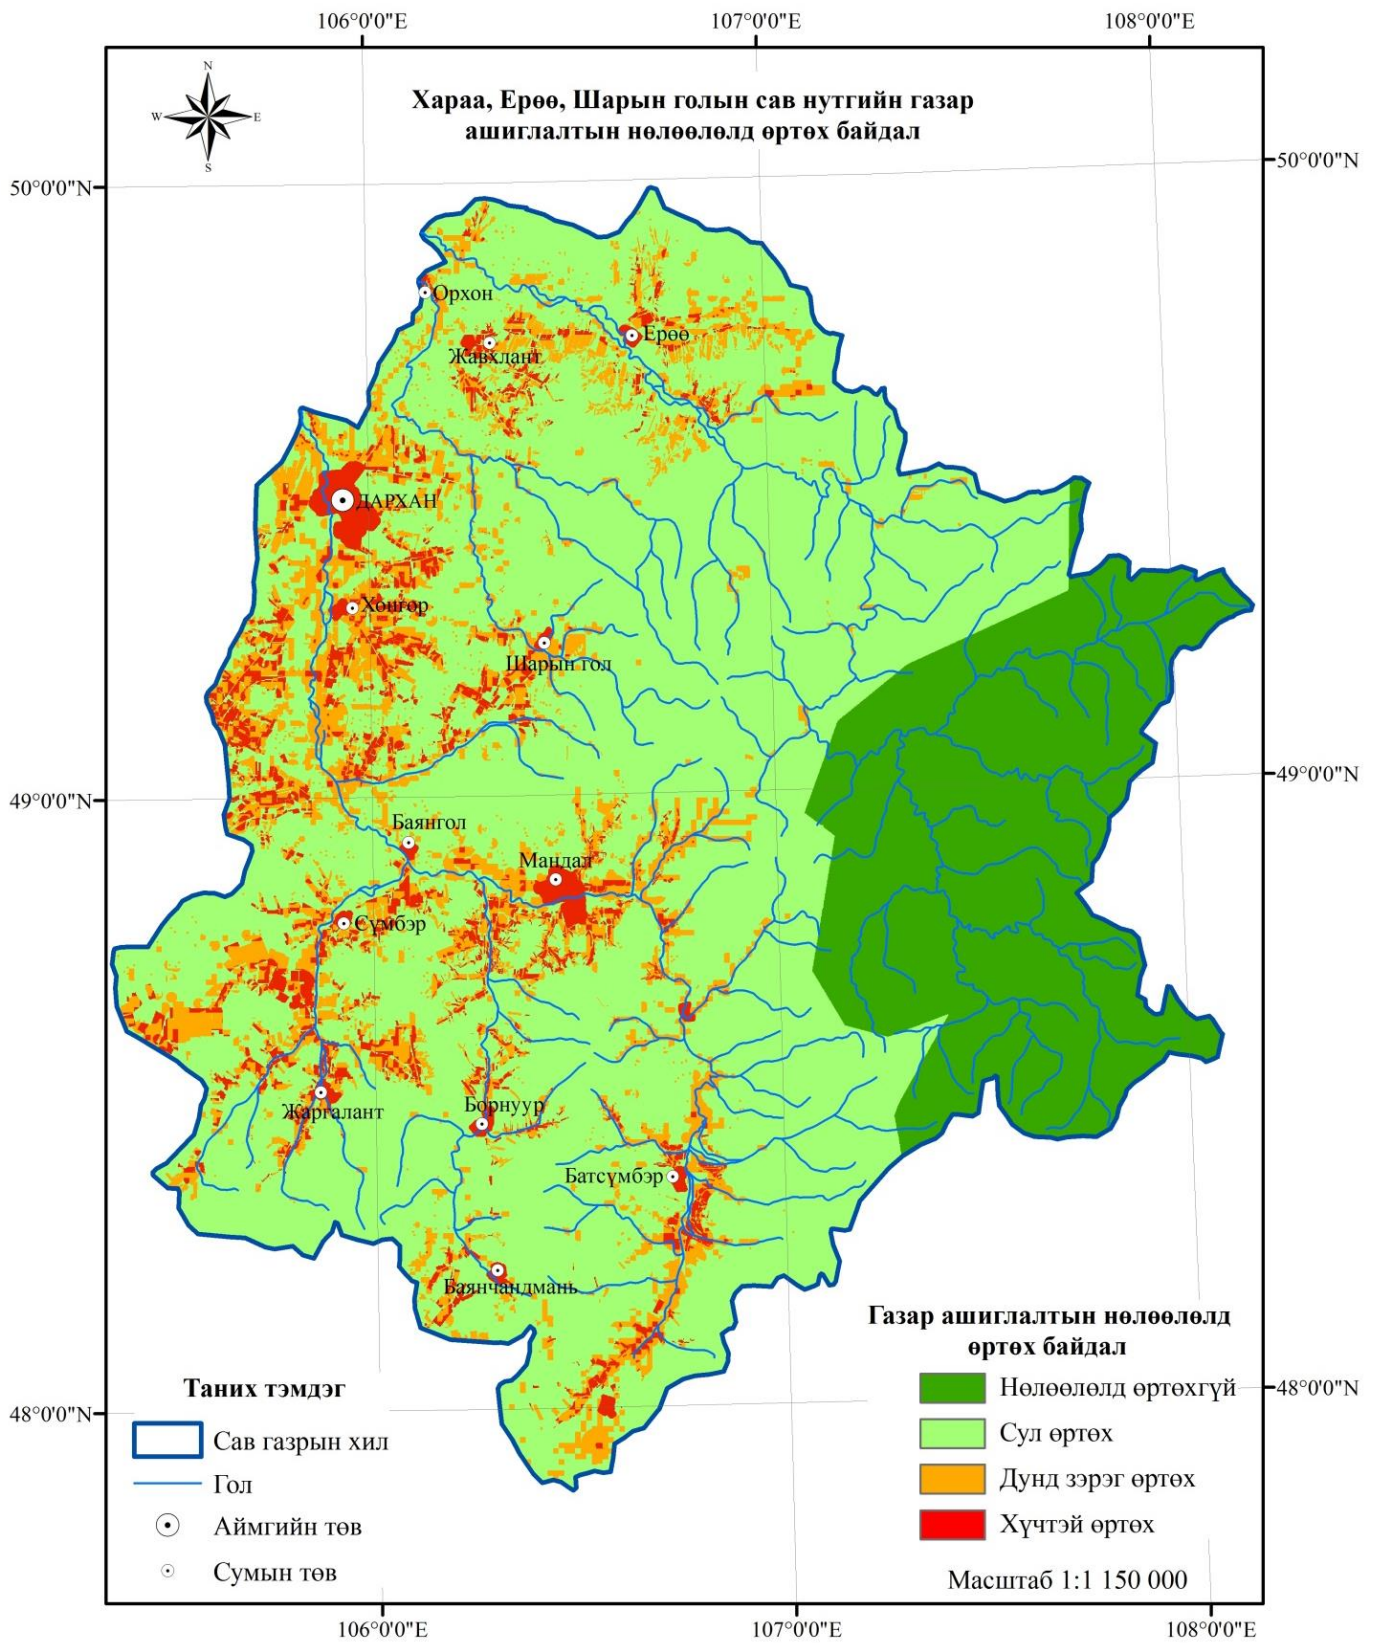 106°0'0"E
107°0'0"E
108°0'0"E
N
W
E
S
Хараа, Ерөө, Шарын голын сав нутгийн газар
ашиглалтын нөлөөлөлд өртөх байдал
50°0'0"N
50°0'0"N
Орхон
Ерөө
Жавхлант
ДАРХАН
Хонгор
Шарын гол
49°0'0"N
49°0'0"N
Баянгол
Мандал
Сүмбэр
Жаргалант
Борнуур
Батсүмбэр
Баянчандмань
Газар ашиглалтын нөлөөлөлд
өртөх байдал
Нөлөөлөлд өртөхгүй
Сул өртөх
Дунд зэрэг өртөх
Хүчтэй өртөх
Масштаб 1:1 150 000
48°0'0"N
48°0'0"N
Таних тэмдэг
Сав газрын хил
Гол
Аймгийн төв
Сумын төв
106°0'0"E
107°0'0"E
108°0'0"E